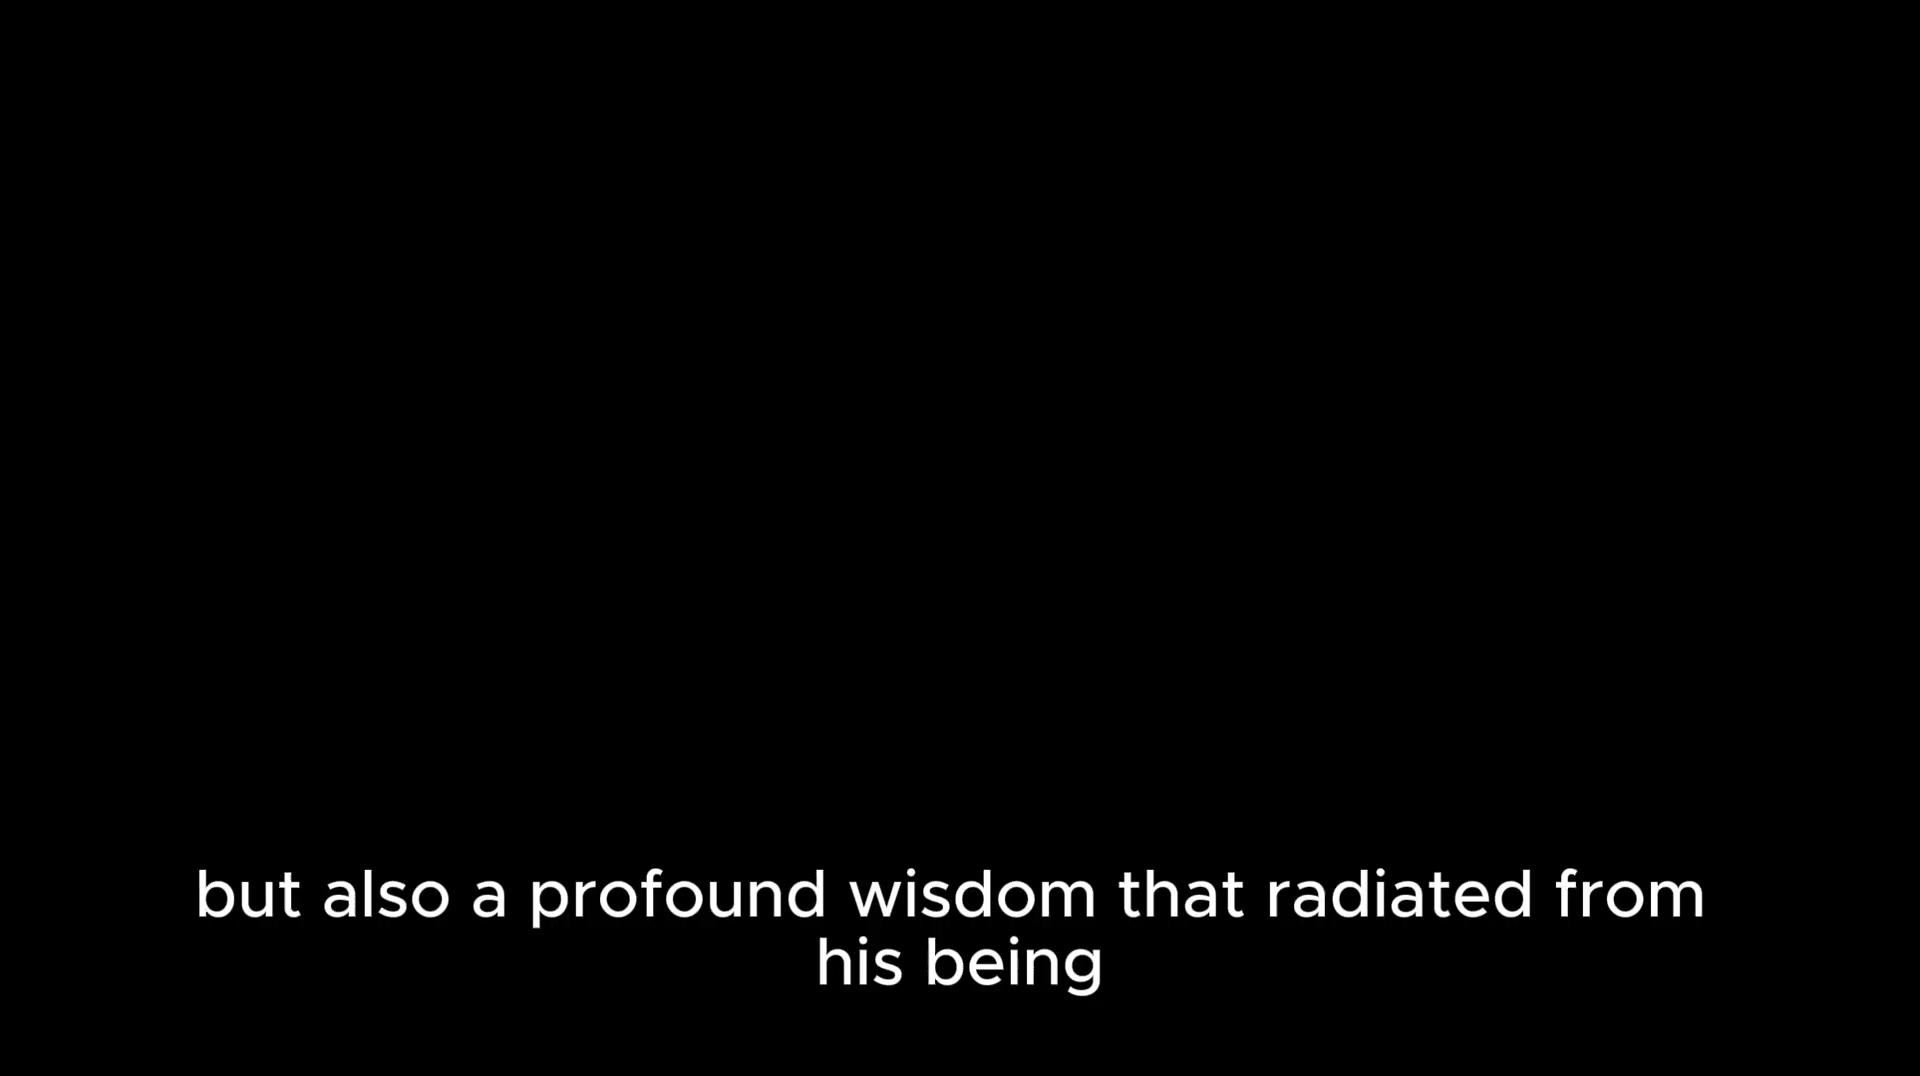 but also a profound wisdom that radiated from
his being